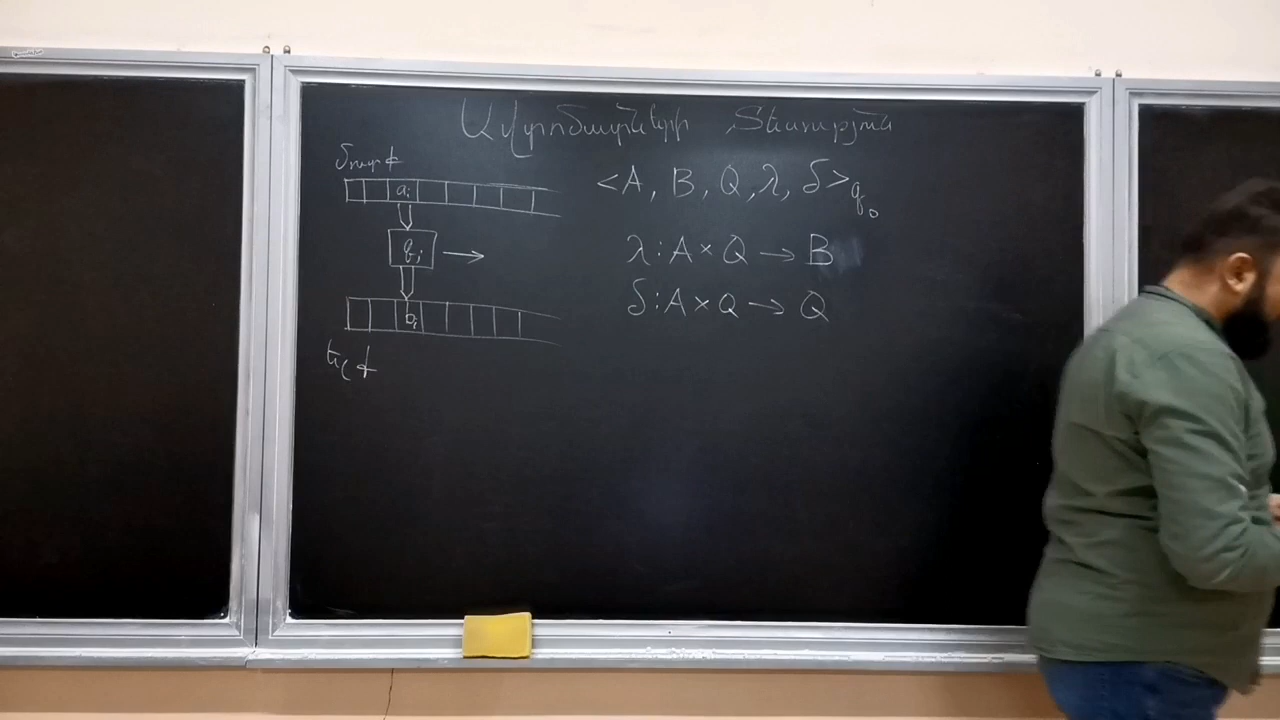 Ավտոմատների Տեսություն
մուտք
aᵢ
qᵢ →
bᵢ
ելք
<A, B, Q, λ, δ>q₀
λ : A × Q → B
δ : A × Q → Q